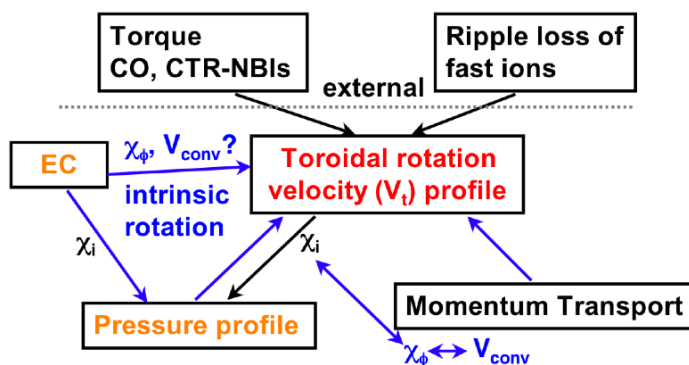 Torque
CO, CTR-NBIs
Ripple loss of
fast ions
external
EC
χϕ, Vconv?
intrinsic
rotation
Toroidal rotation
velocity (Vt) profile
χi
χi
Pressure profile
Momentum Transport
χϕ Vconv